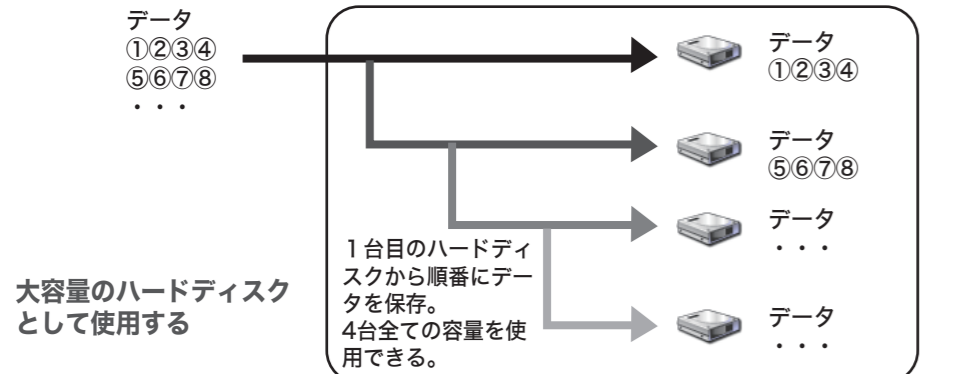 データ
①②③④
⑤⑥⑦⑧
・・・
データ
①②③④
データ
⑤⑥⑦⑧
データ
・・・
データ
・・・
１台目のハードディ
スクから順番にデー
タを保存。
4台全ての容量を使
用できる。
大容量のハードディスク
として使用する